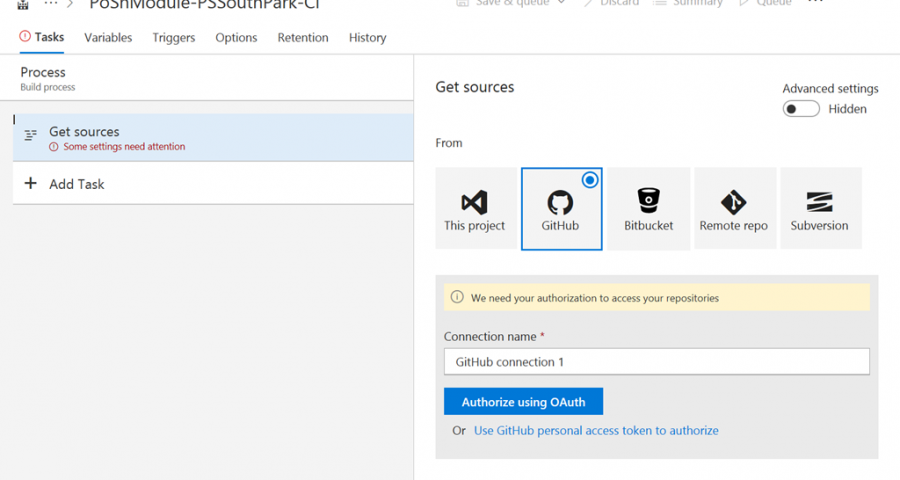 ... > PoShModule-PSSouthPark-CI
Save & queue
Discard
Summary
Queue
...
Tasks
Variables
Triggers
Options
Retention
History
Process
Build process
Get sources
Some settings need attention
+ Add Task
Get sources
Advanced settings
Hidden
From
This project
GitHub
Bitbucket
Remote repo
Subversion
We need your authorization to access your repositories
Connection name *
GitHub connection 1
Authorize using OAuth
Or Use GitHub personal access token to authorize